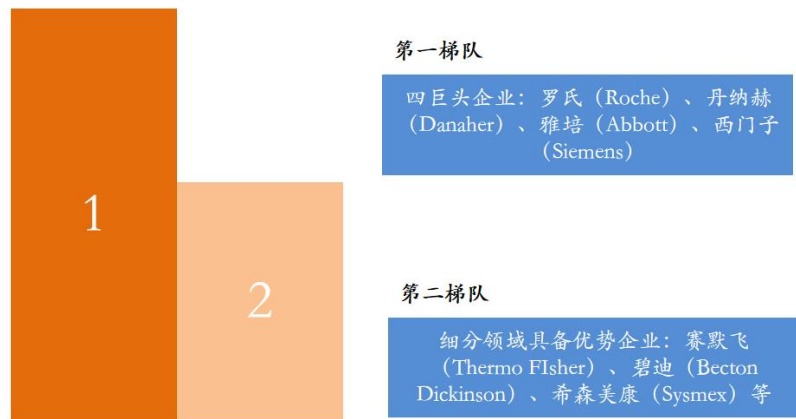 1
2
第一梯队
四巨头企业：罗氏（Roche）、丹纳赫
（Danaher）、雅培（Abbott）、西门子
（Siemens）
第二梯队
细分领域具备优势企业：赛默飞
（Thermo FIsher）、碧迪（Becton
Dickinson）、希森美康（Sysmex）等